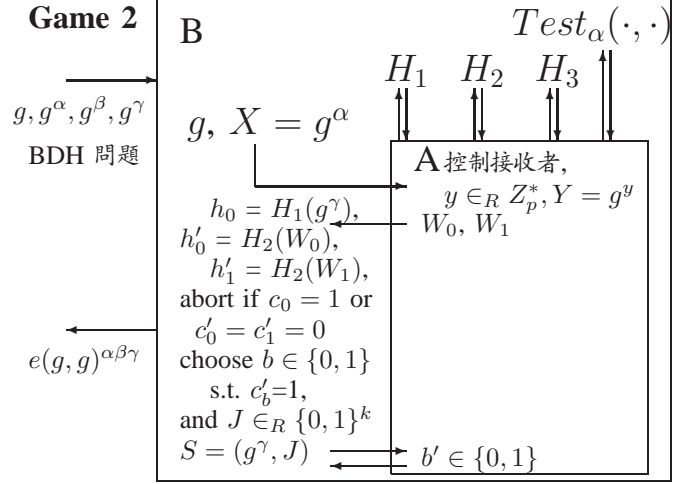 Game 2
B
Test_α(·, ·)
H_1 H_2 H_3
g, g^α, g^β, g^γ
BDH 問題
g, X = g^α
A 控制接收者,
y ∈_R Z_p^*, Y = g^y
W_0, W_1
h_0 = H_1(g^γ),
h'_0 = H_2(W_0),
h'_1 = H_2(W_1),
abort if c_0 = 1 or
c'_0 = c'_1 = 0
choose b ∈ {0, 1}
s.t. c'_b=1,
and J ∈_R {0, 1}^k
S = (g^γ, J)
b' ∈ {0, 1}
e(g, g)^{αβγ}